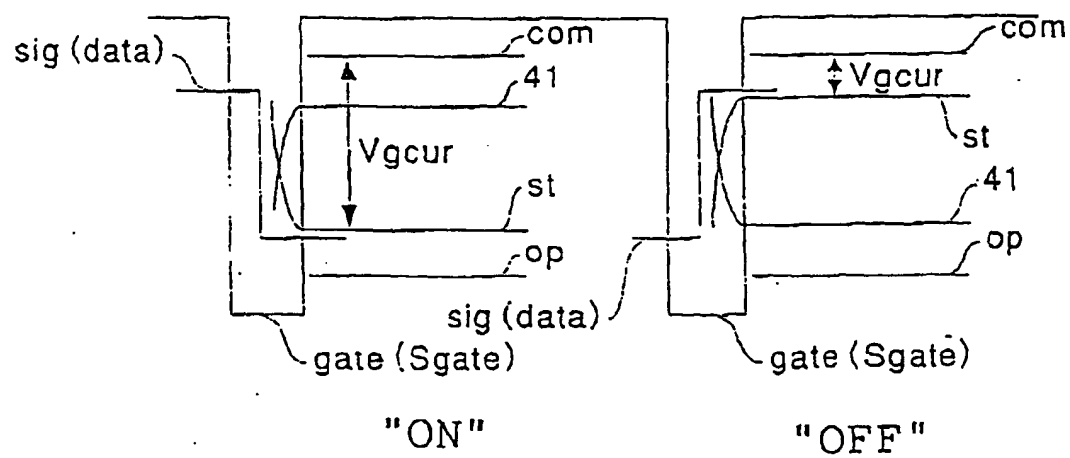 sig (data)
com
41
Vgcur
st
op
gate (Sgate)
"ON"
com
Vgcur
st
41
op
sig (data)
gate (Sgate)
"OFF"